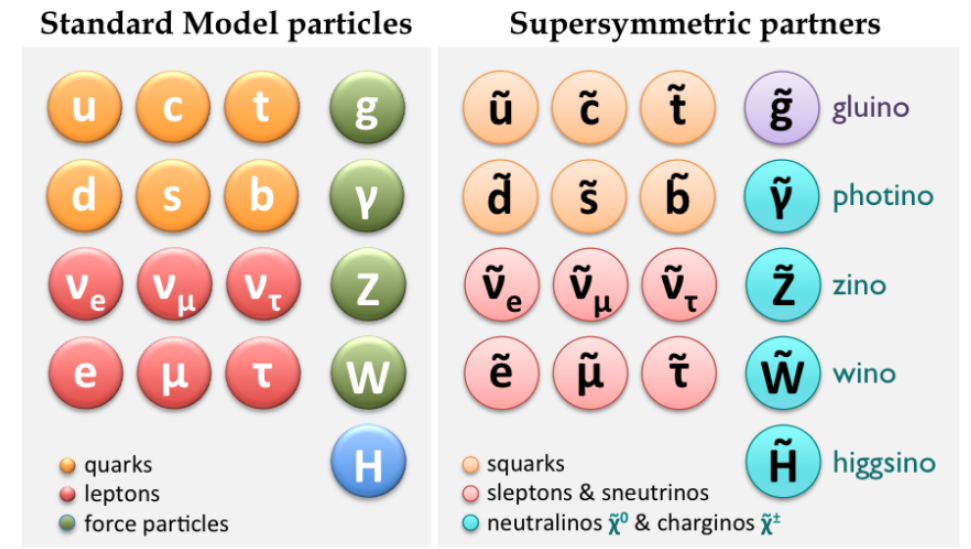 Standard Model particles
Supersymmetric partners
u c t g
d s b γ
νe νμ ντ Z
e μ τ W
H
quarks
leptons
force particles
ũ c̃ t̃ g̃ gluino
d̃ s̃ b̃ γ̃ photino
ν̃e ν̃μ ν̃τ Z̃ zino
ẽ μ̃ τ̃ W̃ wino
H̃ higgsino
squarks
sleptons & sneutrinos
neutralinos χ̃⁰ & charginos χ̃±